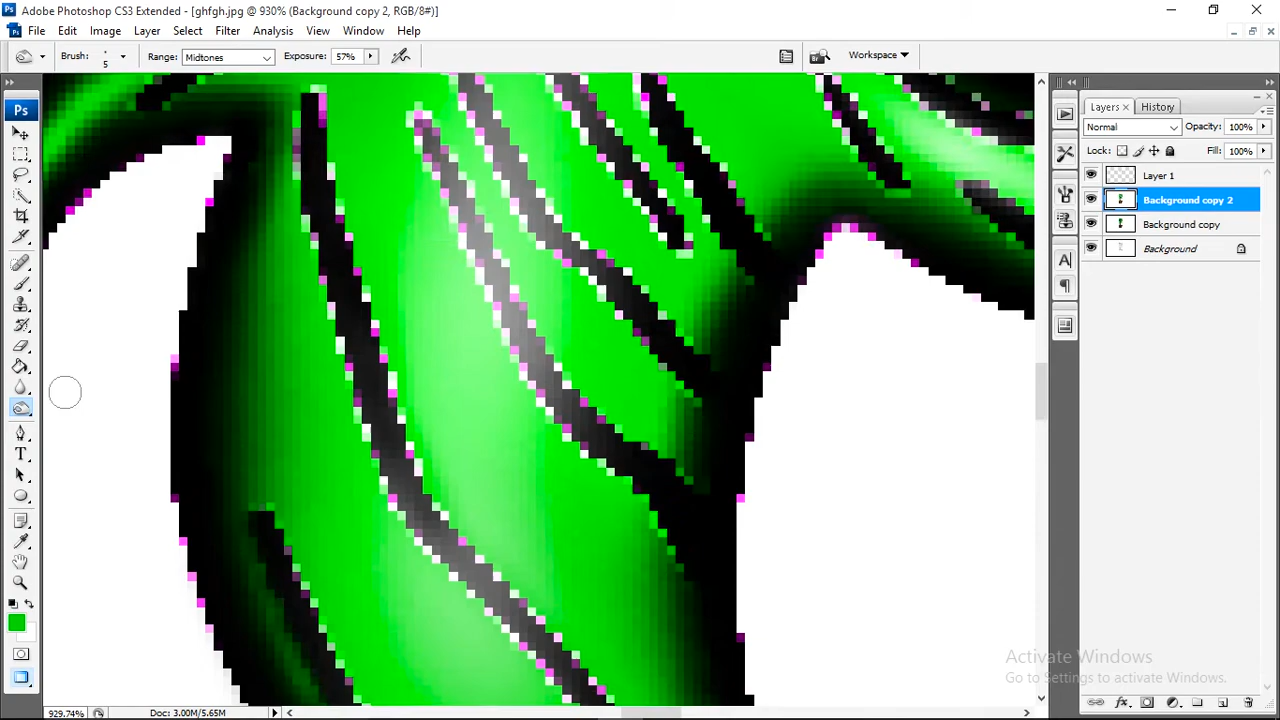 Adobe Photoshop CS3 Extended - [ghfgh.jpg @ 930% (Background copy 2, RGB/8#)]
File Edit Image Layer Select Filter Analysis View Window Help
Brush: 5 Range: Midtones Exposure: 57% Workspace
Ps
Layers History
Normal Opacity: 100%
Lock: Fill: 100%
Layer 1
Background copy 2
Background copy
Background
Activate Windows
Go to Settings to activate Windows.
929.74% Doc: 3.00M/5.65M